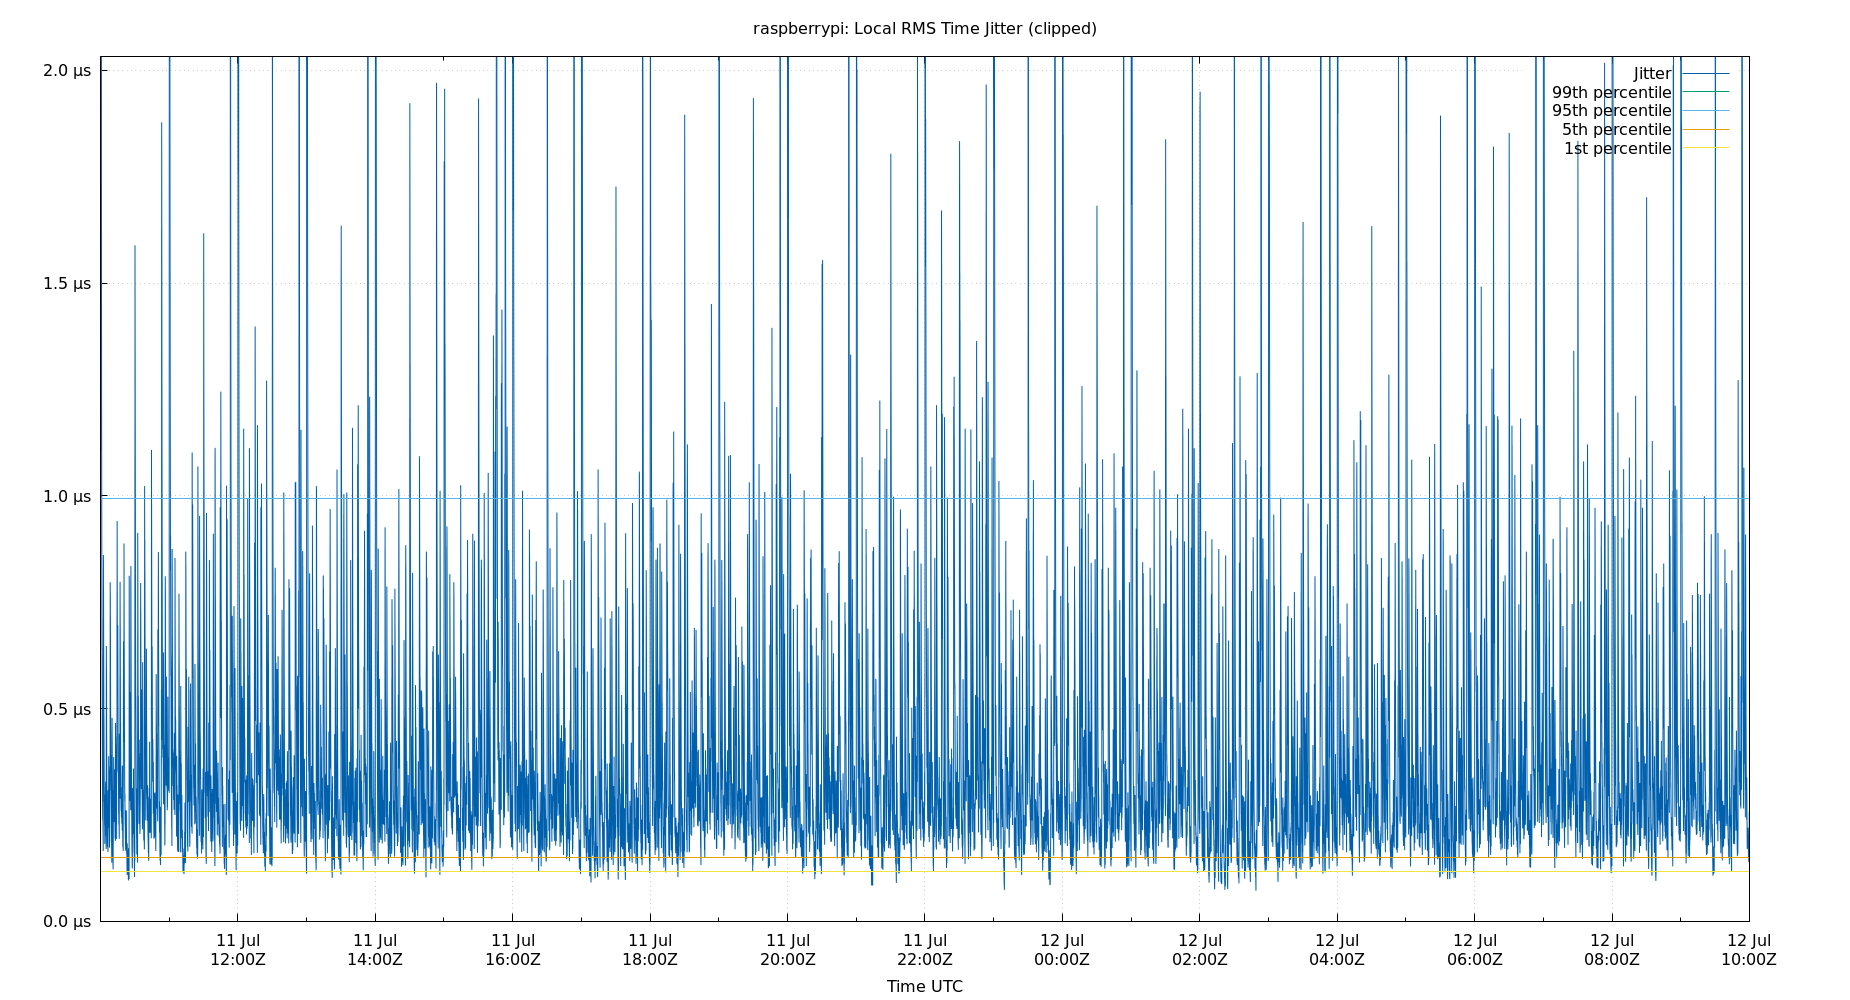 raspberrypi: Local RMS Time Jitter (clipped)
2.0 µs
1.5 µs
1.0 µs
0.5 µs
0.0 µs
Jitter
99th percentile
95th percentile
5th percentile
1st percentile
11 Jul 11 Jul 11 Jul 11 Jul 11 Jul 11 Jul 12 Jul 12 Jul 12 Jul 12 Jul 12 Jul 12 Jul
12:00Z 14:00Z 16:00Z 18:00Z 20:00Z 22:00Z 00:00Z 02:00Z 04:00Z 06:00Z 08:00Z 10:00Z
Time UTC